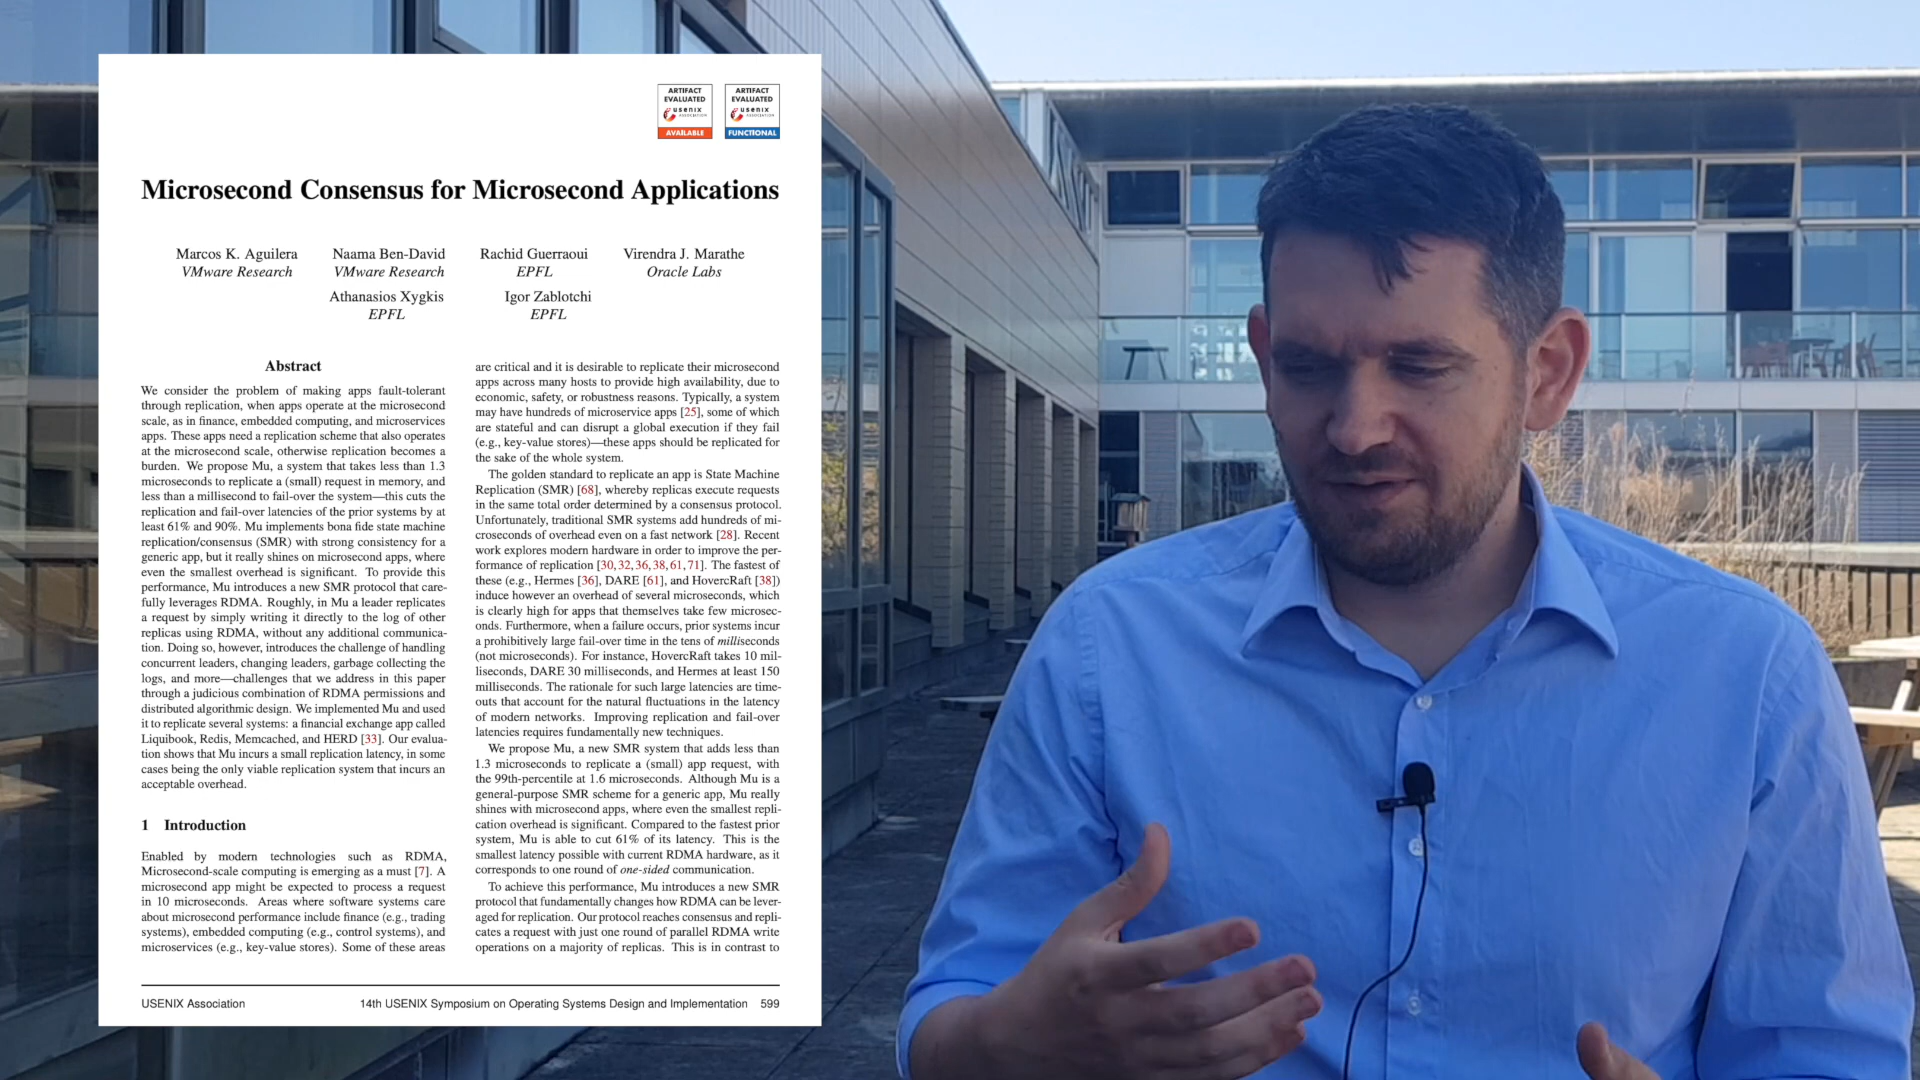 ARTIFACT
EVALUATED
usenix
ASSOCIATION
AVAILABLE
ARTIFACT
EVALUATED
usenix
ASSOCIATION
FUNCTIONAL
Microsecond Consensus for Microsecond Applications
Marcos K. Aguilera
VMware Research
Naama Ben-David
VMware Research
Rachid Guerraoui
EPFL
Virendra J. Marathe
Oracle Labs
Athanasios Xygkis
EPFL
Igor Zablotchi
EPFL
Abstract
We consider the problem of making apps fault-tolerant
through replication, when apps operate at the microsecond
scale, as in finance, embedded computing, and microservices
apps. These apps need a replication scheme that also operates
at the microsecond scale, otherwise replication becomes a
burden. We propose Mu, a system that takes less than 1.3
microseconds to replicate a (small) request in memory, and
less than a millisecond to fail-over the system—this cuts the
replication and fail-over latencies of the prior systems by at
least 61% and 90%. Mu implements bona fide state machine
replication/consensus (SMR) with strong consistency for a
generic app, but it really shines on microsecond apps, where
even the smallest overhead is significant. To provide this
performance, Mu introduces a new SMR protocol that care-
fully leverages RDMA. Roughly, in Mu a leader replicates
a request by simply writing it directly to the log of other
replicas using RDMA, without any additional communica-
tion. Doing so, however, introduces the challenge of handling
concurrent leaders, changing leaders, garbage collecting the
logs, and more—challenges that we address in this paper
through a judicious combination of RDMA permissions and
distributed algorithmic design. We implemented Mu and used
it to replicate several systems: a financial exchange app called
Liquibook, Redis, Memcached, and HERD [33]. Our evalua-
tion shows that Mu incurs a small replication latency, in some
cases being the only viable replication system that incurs an
acceptable overhead.
1 Introduction
Enabled by modern technologies such as RDMA,
Microsecond-scale computing is emerging as a must [7]. A
microsecond app might be expected to process a request
in 10 microseconds. Areas where software systems care
about microsecond performance include finance (e.g., trading
systems), embedded computing (e.g., control systems), and
microservices (e.g., key-value stores). Some of these areas
are critical and it is desirable to replicate their microsecond
apps across many hosts to provide high availability, due to
economic, safety, or robustness reasons. Typically, a system
may have hundreds of microservice apps [25], some of which
are stateful and can disrupt a global execution if they fail
(e.g., key-value stores)—these apps should be replicated for
the sake of the whole system.
The golden standard to replicate an app is State Machine
Replication (SMR) [68], whereby replicas execute requests
in the same total order determined by a consensus protocol.
Unfortunately, traditional SMR systems add hundreds of mi-
croseconds of overhead even on a fast network [28]. Recent
work explores modern hardware in order to improve the per-
formance of replication [30,32,36,38,61,71]. The fastest of
these (e.g., Hermes [36], DARE [61], and HovercRaft [38])
induce however an overhead of several microseconds, which
is clearly high for apps that themselves take few microsec-
onds. Furthermore, when a failure occurs, prior systems incur
a prohibitively large fail-over time in the tens of milliseconds
(not microseconds). For instance, HovercRaft takes 10 mil-
liseconds, DARE 30 milliseconds, and Hermes at least 150
milliseconds. The rationale for such large latencies are time-
outs that account for the natural fluctuations in the latency
of modern networks. Improving replication and fail-over
latencies requires fundamentally new techniques.
We propose Mu, a new SMR system that adds less than
1.3 microseconds to replicate a (small) app request, with
the 99th-percentile at 1.6 microseconds. Although Mu is a
general-purpose SMR scheme for a generic app, Mu really
shines with microsecond apps, where even the smallest repli-
cation overhead is significant. Compared to the fastest prior
system, Mu is able to cut 61% of its latency. This is the
smallest latency possible with current RDMA hardware, as it
corresponds to one round of one-sided communication.
To achieve this performance, Mu introduces a new SMR
protocol that fundamentally changes how RDMA can be lever-
aged for replication. Our protocol reaches consensus and repli-
cates a request with just one round of parallel RDMA write
operations on a majority of replicas. This is in contrast to
USENIX Association
14th USENIX Symposium on Operating Systems Design and Implementation 599